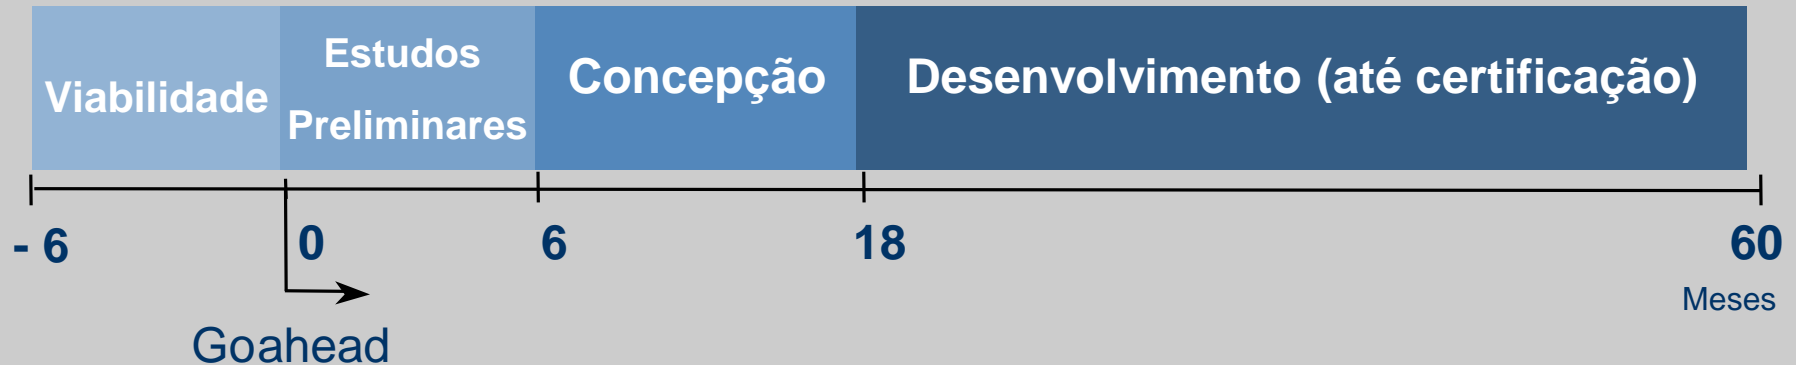 Viabilidade
Estudos
Preliminares
Concepção
Desenvolvimento (até certificação)
- 6
0
6
18
60
Meses
Goahead